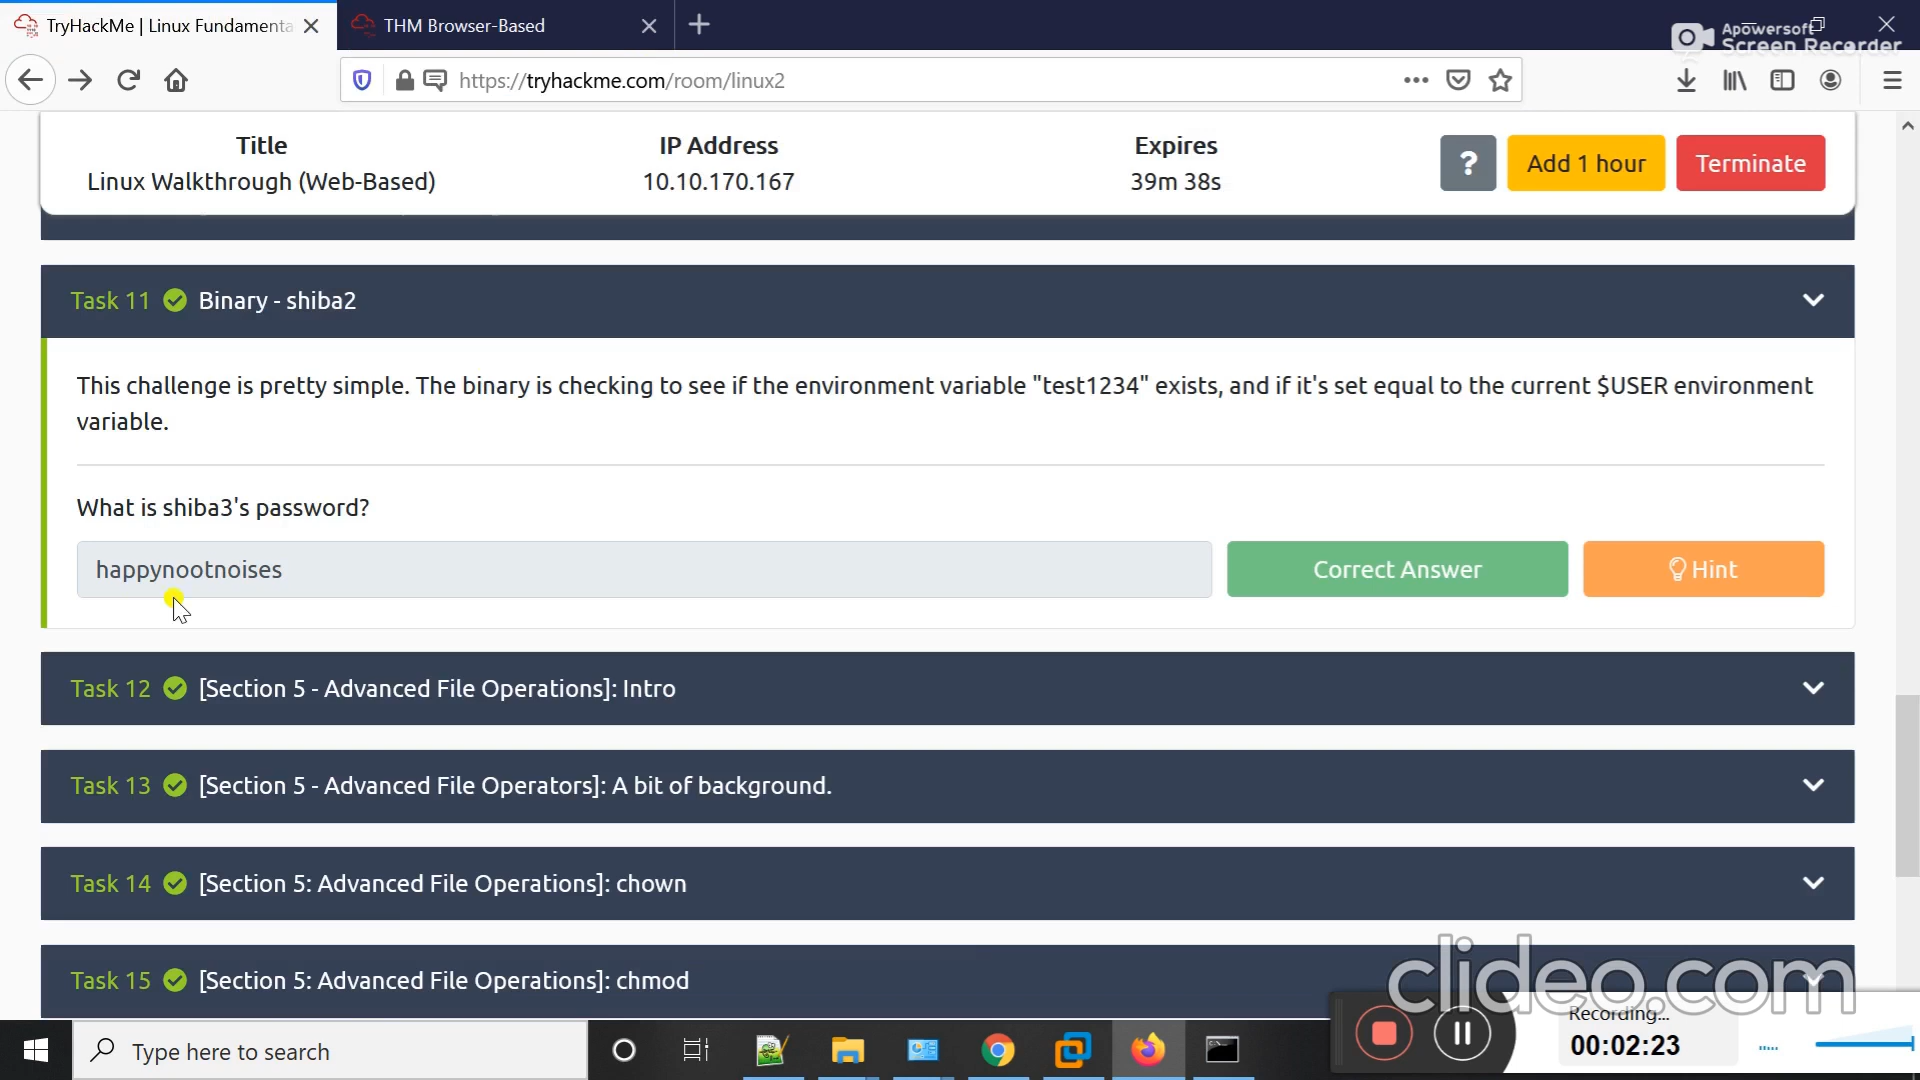 TryHackMe | Linux Fundamenta
THM Browser-Based
Apowersoft
Screen Recorder
https://tryhackme.com/room/linux2
Title
IP Address
Expires
Linux Walkthrough (Web-Based)
10.10.170.167
39m 38s
?
Add 1 hour
Terminate
Task 11 Binary - shiba2
This challenge is pretty simple. The binary is checking to see if the environment variable "test1234" exists, and if it's set equal to the current $USER environment
variable.
What is shiba3's password?
happynootnoises
Correct Answer
Hint
Task 12 [Section 5 - Advanced File Operations]: Intro
Task 13 [Section 5 - Advanced File Operators]: A bit of background.
Task 14 [Section 5: Advanced File Operations]: chown
Task 15 [Section 5: Advanced File Operations]: chmod
clideo.com
Type here to search
Recording...
00:02:23